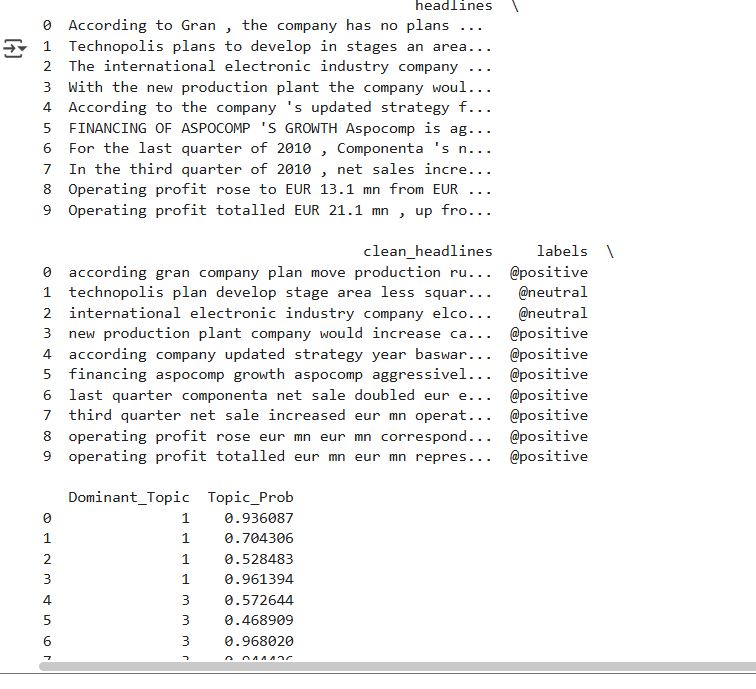 headlines \
0 According to Gran , the company has no plans ...
1 Technopolis plans to develop in stages an area...
2 The international electronic industry company ...
3 With the new production plant the company woul...
4 According to the company 's updated strategy f...
5 FINANCING OF ASPOCOMP 'S GROWTH Aspocomp is ag...
6 For the last quarter of 2010 , Componenta 's n...
7 In the third quarter of 2010 , net sales incre...
8 Operating profit rose to EUR 13.1 mn from EUR ...
9 Operating profit totalled EUR 21.1 mn , up fro...
clean_headlines labels \
0 according gran company plan move production ru... @positive
1 technopolis plan develop stage area less squar... @neutral
2 international electronic industry company elco... @neutral
3 new production plant company would increase ca... @positive
4 according company updated strategy year baswar... @positive
5 financing aspocomp growth aspocomp aggressivel... @positive
6 last quarter componenta net sale doubled eur e... @positive
7 third quarter net sale increased eur mn operat... @positive
8 operating profit rose eur mn eur mn correspond... @positive
9 operating profit totalled eur mn eur mn repres... @positive
Dominant_Topic Topic_Prob
0 1 0.936087
1 1 0.704306
2 1 0.528483
3 1 0.961394
4 3 0.572644
5 3 0.468909
6 3 0.968020